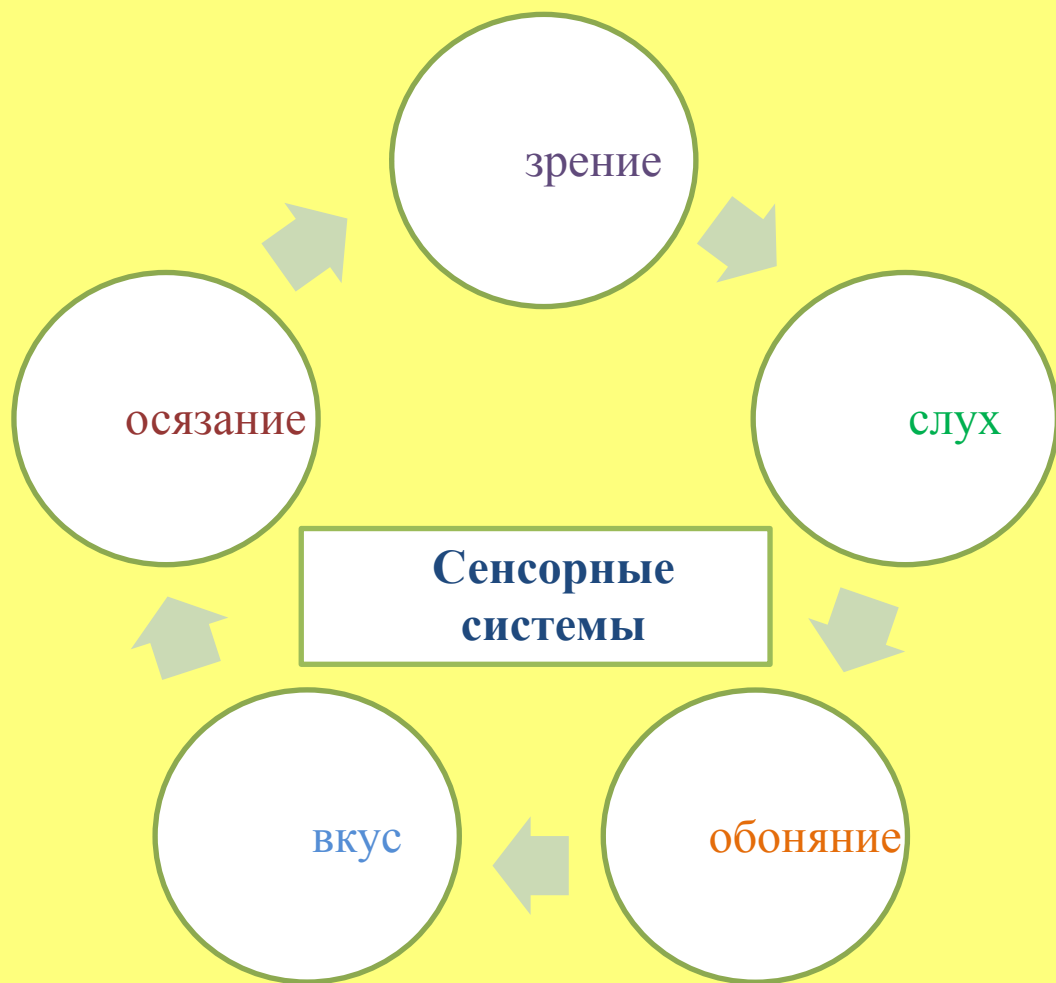 зрение
осязание
слух
Сенсорные
системы
вкус
обоняние